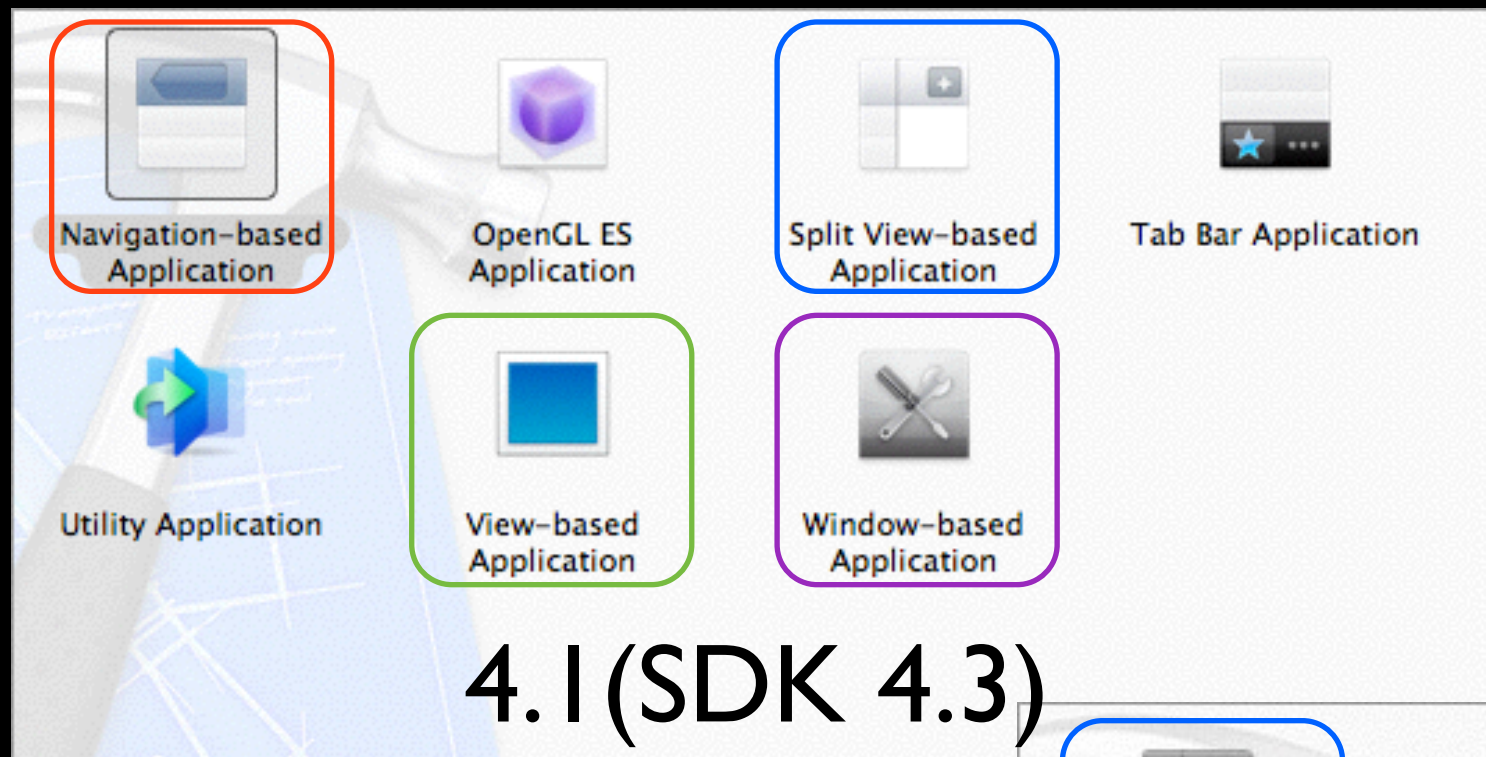 Navigation-based
Application
OpenGL ES
Application
Split View-based
Application
Tab Bar Application
Utility Application
View-based
Application
Window-based
Application
4.1(SDK 4.3)